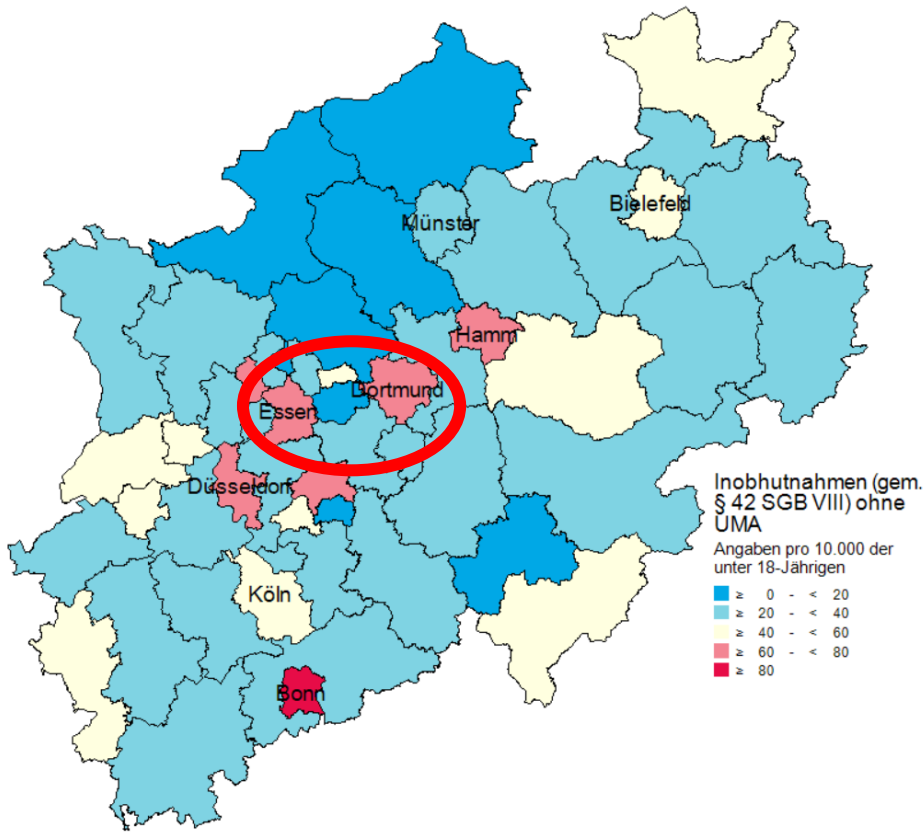 Bielefeld
Münster
Hamm
Dortmund
Essen
Düsseldorf
Köln
Bonn
Inobhutnahmen (gem.
§ 42 SGB VIII) ohne
UMA
Angaben pro 10.000 der
unter 18-Jährigen
≥ 0 - < 20
≥ 20 - < 40
≥ 40 - < 60
≥ 60 - < 80
≥ 80